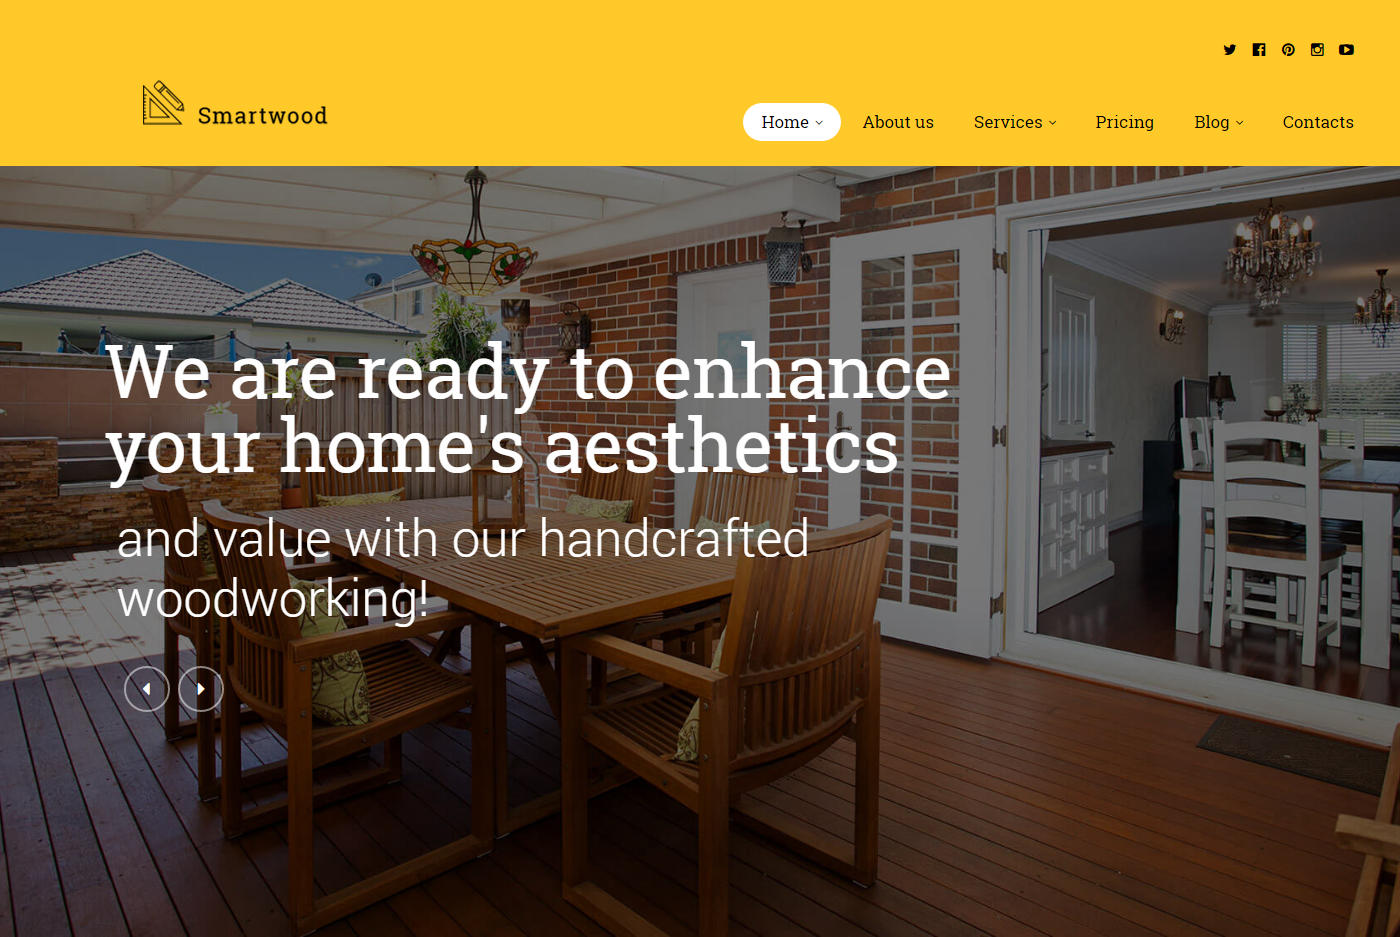 Smartwood
Home About us Services Pricing Blog Contacts
We are ready to enhance
your home's aesthetics
and value with our handcrafted
woodworking!